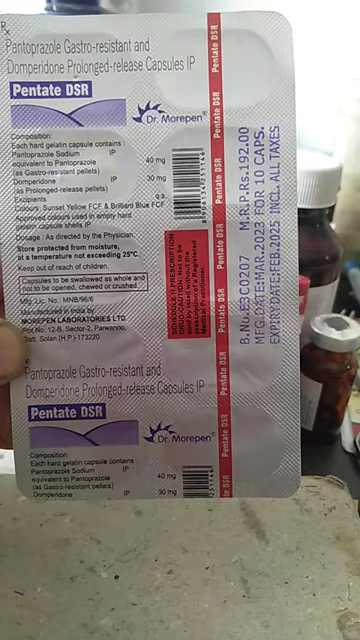 Rx
Pantoprazole Gastro-resistant and
Domperidone Prolonged-release Capsules IP
Pentate DSR
Dr. Morepen®
Composition:
Each hard gelatin capsule contains :
Pantoprazole Sodium IP
equivalent to Pantoprazole 40 mg
(as Gastro-resistant pellets)
Domperidone IP 30 mg
(as Prolonged-release pellets)
Excipients q.s.
Colours: Sunset Yellow FCF & Brilliant Blue FCF
Approved colours used in empty hard
gelatin capsule shells IP
Dosage : As directed by the Physician.
Store protected from moisture,
at a temperature not exceeding 25°C.
Keep out of reach of children.
Capsules to be swallowed as whole and
not to be opened, chewed or crushed.
Mfg. Lic. No.: MNB/96/6
Manufactured in India by
MOREPEN LABORATORIES LTD.
Plot No. 12-B, Sector-2, Parwanoo,
Distt. Solan (H.P.)-173220
SCHEDULE H PRESCRIPTION
DRUG-CAUTION: Not to be
sold by retail without the
prescription of a Registered
Medical Practitioner.
Pentate DSR
Pentate DSR
Pentate DSR
Pentate DSR
Pentate DSR
Pentate DSR
Pentate DSR
B.No.E3C0207 M.R.P.Rs.192.00
MFG.DATE:MAR.2023 FOR 10 CAPS.
EXPIRY DATE:FEB.2025 INCL. ALL TAXES
Pantoprazole Gastro-resistant and
Domperidone Prolonged-release Capsules IP
Pentate DSR
Dr. Morepen®
Composition:
Each hard gelatin capsule contains :
Pantoprazole Sodium IP
equivalent to Pantoprazole 40 mg
(as Gastro-resistant pellets)
Domperidone IP 30 mg